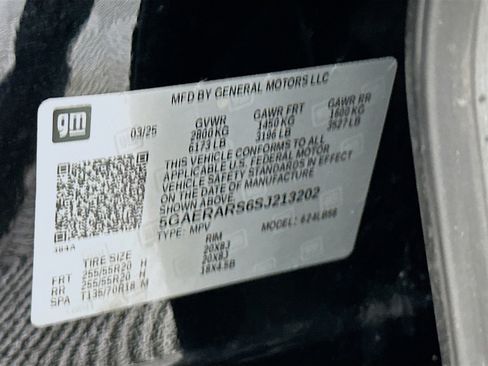 MFD BY GENERAL MOTORS LLC
gm
03/25
GVWR GAWR FRT GAWR RR
2800 KG 1450 KG 1600 KG
6173 LB 3196 LB 3527 LB
THIS VEHICLE CONFORMS TO ALL
APPLICABLE U.S. FEDERAL MOTOR
VEHICLE SAFETY STANDARDS IN EFFECT
ON THE DATE OF MANUFACTURE
SHOWN ABOVE.
5GAERARS6SJ213202
TYPE: MPV MODEL: 624LB56
TIRE SIZE RIM
FRT 255/55R20 H 20X8J
RR 255/55R20 H 20X8J
SPA T135/70R18 M 18X4.5B